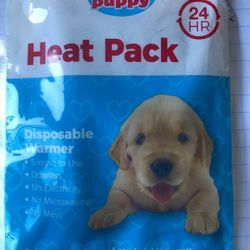 puppy
24
HR
Heat Pack
Disposable
Warmer
• Simple to Use
• Odorless
• No Electricity
• No Microwaving
• No Mess